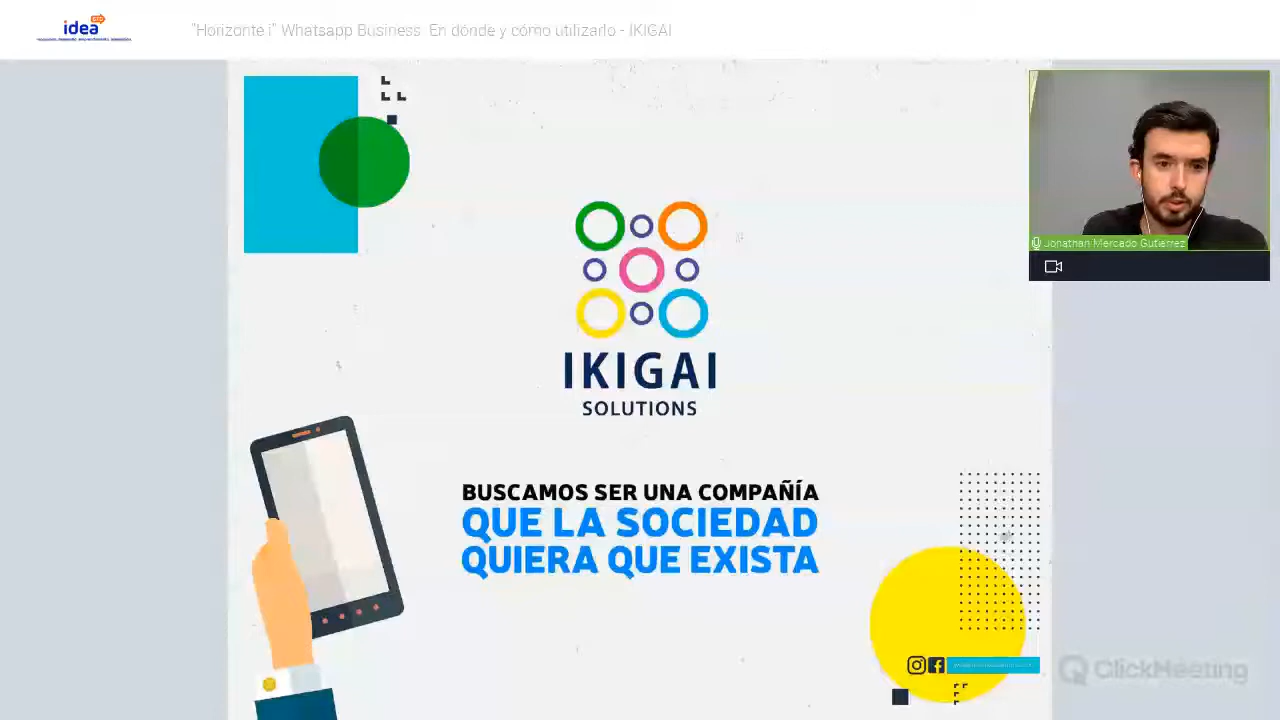 idea
"Horizonte i" Whatsapp Business. En dónde y cómo utilizarlo - IKIGAI
Jonathan Mercado Gutierrez
IKIGAI
SOLUTIONS
BUSCAMOS SER UNA COMPAÑÍA
QUE LA SOCIEDAD
QUIERA QUE EXISTA
ClickMeeting